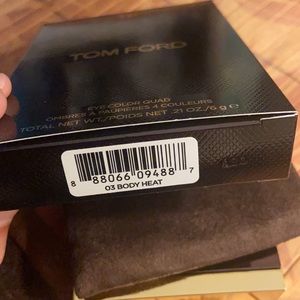 TOM FORD
EYE COLOR QUAD
OMBRES À PAUPIÈRES 4 COULEURS
TOTAL NET WT./POIDS NET .21 OZ./6 g ℮
8 88066 09488 7
03 BODY HEAT